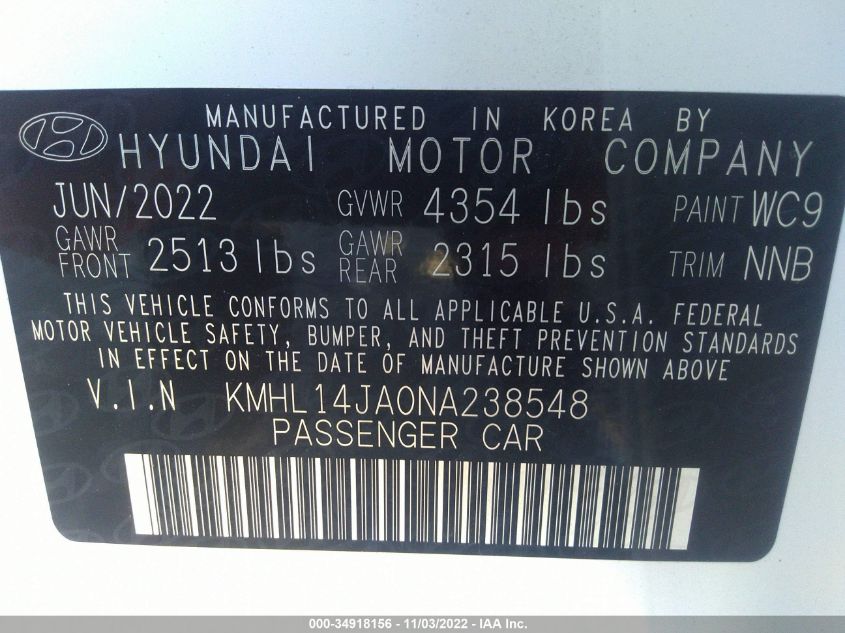 MANUFACTURED IN KOREA BY
HYUNDAI MOTOR COMPANY
JUN/2022 GVWR 4354 lbs PAINT WC9
GAWR FRONT 2513 lbs GAWR REAR 2315 lbs TRIM NNB
THIS VEHICLE CONFORMS TO ALL APPLICABLE U.S.A. FEDERAL
MOTOR VEHICLE SAFETY, BUMPER, AND THEFT PREVENTION STANDARDS
IN EFFECT ON THE DATE OF MANUFACTURE SHOWN ABOVE
V.I.N KMHL14JA0NA238548
PASSENGER CAR
000-34918156 - 11/03/2022 - IAA Inc.